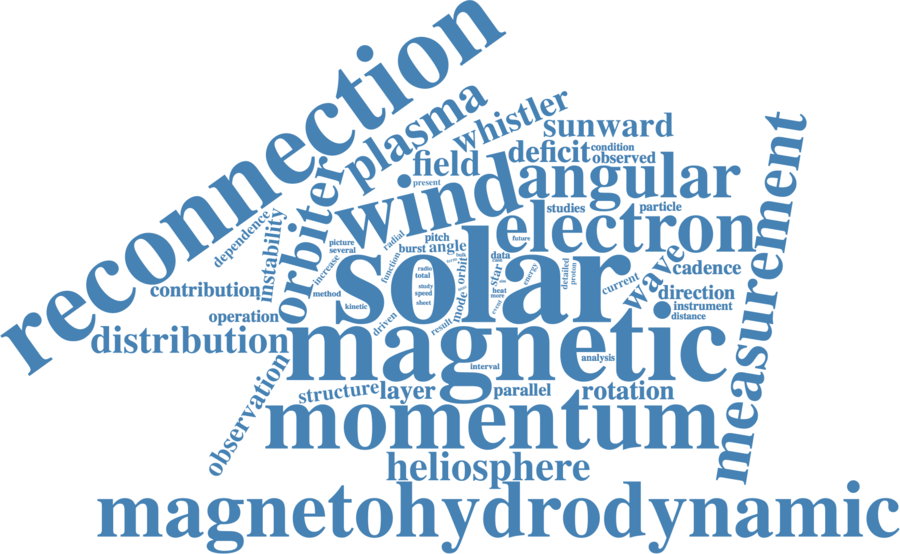 reconnection
plasma
whistler
sunward
field
deficit
condition
observed
present
wind
angular
measurement
orbiter
dependence
instability
studies
particle
electron
future
picture
several
radial
pitch
burst
angle
function
increase
solar
radio
total
study
speed
sheet
bulk
term
orbit
mode
data
star
heat
more
event
energy
detailed
proton
current
wave
cadence
direction
instrument
distance
contribution
method
kinetic
operation
driven
result
distribution
magnetic
interval
analysis
observation
structure
layer
parallel
rotation
momentum
heliosphere
magnetohydrodynamic